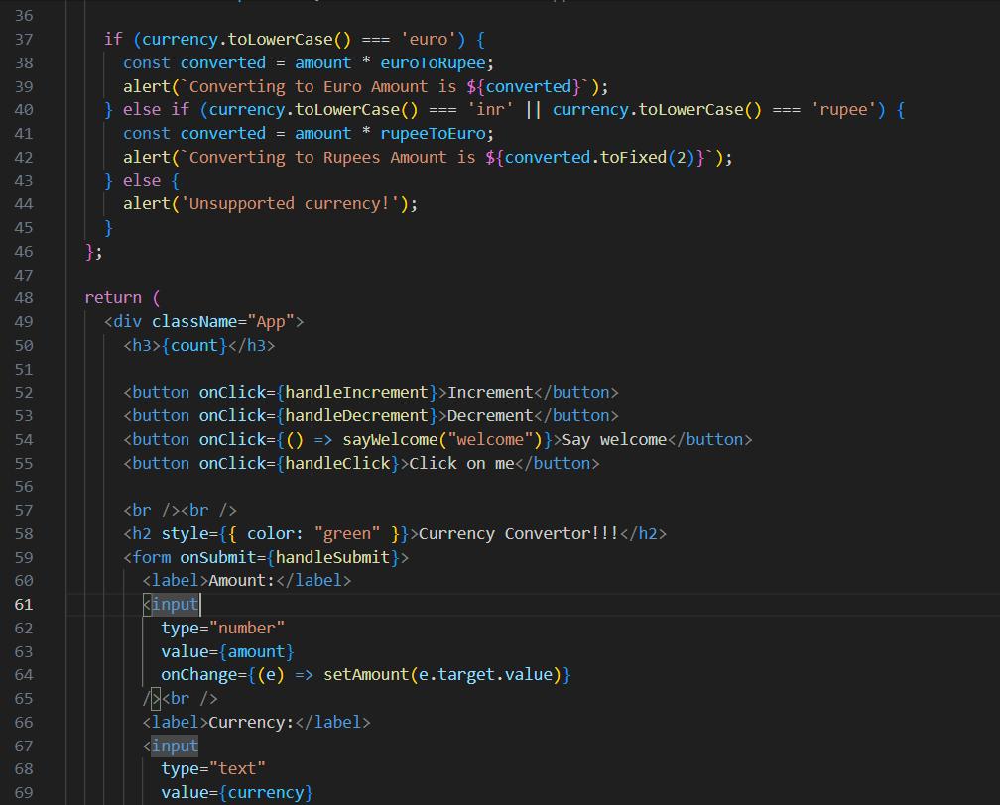 36
37 if (currency.toLowerCase() === 'euro') {
38 const converted = amount * euroToRupee;
39 alert(`Converting to Euro Amount is ${converted}`);
40 } else if (currency.toLowerCase() === 'inr' || currency.toLowerCase() === 'rupee') {
41 const converted = amount * rupeeToEuro;
42 alert(`Converting to Rupees Amount is ${converted.toFixed(2)}`);
43 } else {
44 alert('Unsupported currency!');
45 }
46 };
47
48 return (
49 <div className="App">
50 <h3>{count}</h3>
51
52 <button onClick={handleIncrement}>Increment</button>
53 <button onClick={handleDecrement}>Decrement</button>
54 <button onClick={() => sayWelcome("welcome")}>Say welcome</button>
55 <button onClick={handleClick}>Click on me</button>
56
57 <br /><br />
58 <h2 style={{ color: "green" }}>Currency Convertor!!!</h2>
59 <form onSubmit={handleSubmit}>
60 <label>Amount:</label>
61 <input
62 type="number"
63 value={amount}
64 onChange={(e) => setAmount(e.target.value)}
65 /><br />
66 <label>Currency:</label>
67 <input
68 type="text"
69 value={currency}